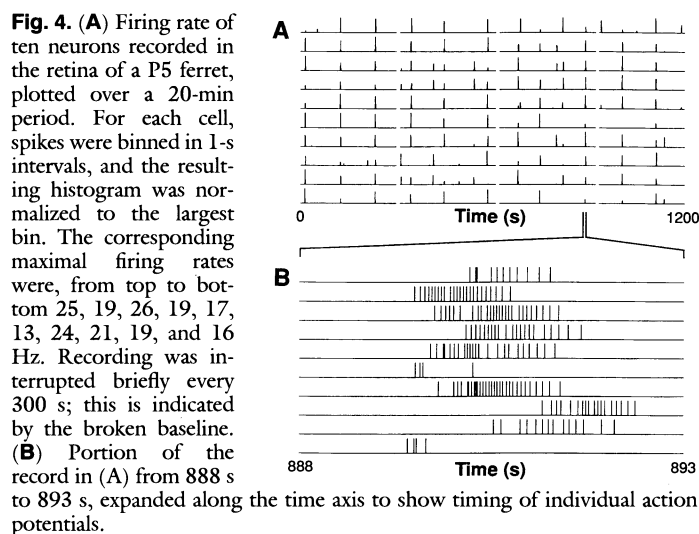 Fig. 4. (A) Firing rate of
ten neurons recorded in
the retina of a P5 ferret,
plotted over a 20-min
period. For each cell,
spikes were binned in 1-s
intervals, and the result-
ing histogram was nor-
malized to the largest
bin. The corresponding
maximal firing rates
were, from top to bot-
tom 25, 19, 26, 19, 17,
13, 24, 21, 19, and 16
Hz. Recording was in-
terrupted briefly every
300 s; this is indicated
by the broken baseline.
(B) Portion of the
record in (A) from 888 s
to 893 s, expanded along the time axis to show timing of individual action
potentials.
A
0 Time (s) 1200
B
888 Time (s) 893